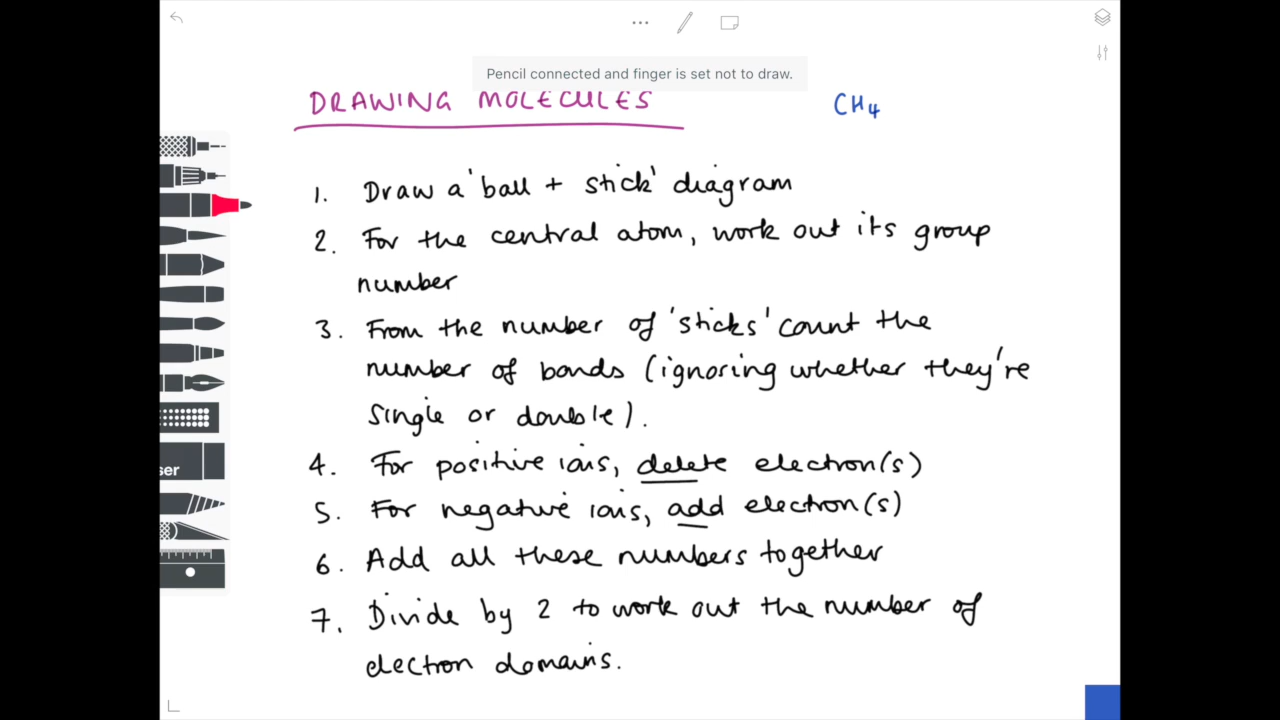 Pencil connected and finger is set not to draw.
DRAWING MOLECULES
CH4
1. Draw a 'ball + stick' diagram
2. For the central atom, work out its group
number
3. From the number of 'sticks' count the
number of bonds (ignoring whether they're
single or double).
4. For positive ions, delete electron(s)
5. For negative ions, add electron(s)
6. Add all these numbers together
7. Divide by 2 to work out the number of
electron domains.
ser